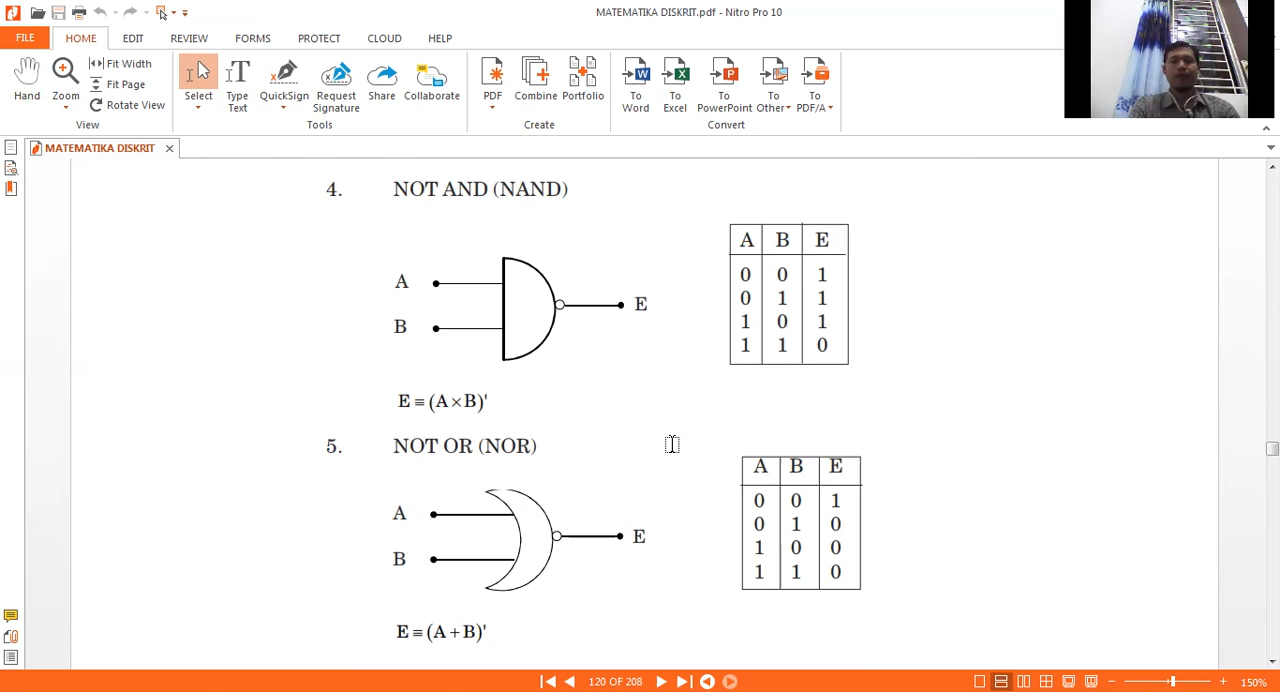 MATEMATIKA DISKRIT.pdf - Nitro Pro 10
FILE HOME EDIT REVIEW FORMS PROTECT CLOUD HELP
Hand
Zoom
Fit Width
Fit Page
Rotate View
View
Select
Type Text
QuickSign
Request Signature
Share
Collaborate
Tools
PDF
Combine
Portfolio
Create
To Word
To Excel
To PowerPoint
To Other
To PDF/A
Convert
MATEMATIKA DISKRIT
4. NOT AND (NAND)
A
B
E
A B E
0 0 1
0 1 1
1 0 1
1 1 0
E ≡ (A × B)'
5. NOT OR (NOR)
A
B
E
A B E
0 0 1
0 1 0
1 0 0
1 1 0
E ≡ (A + B)'
120 OF 208
150%